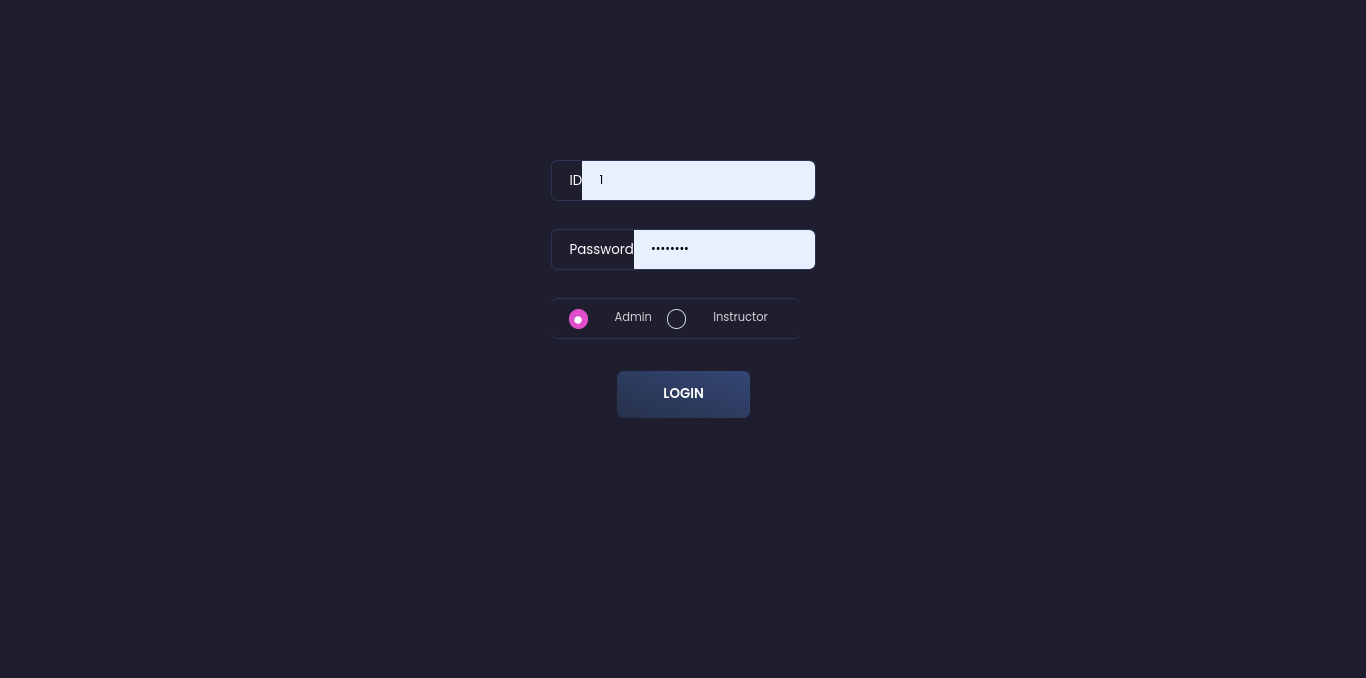 ID 1
Password ••••••••
Admin Instructor
LOGIN